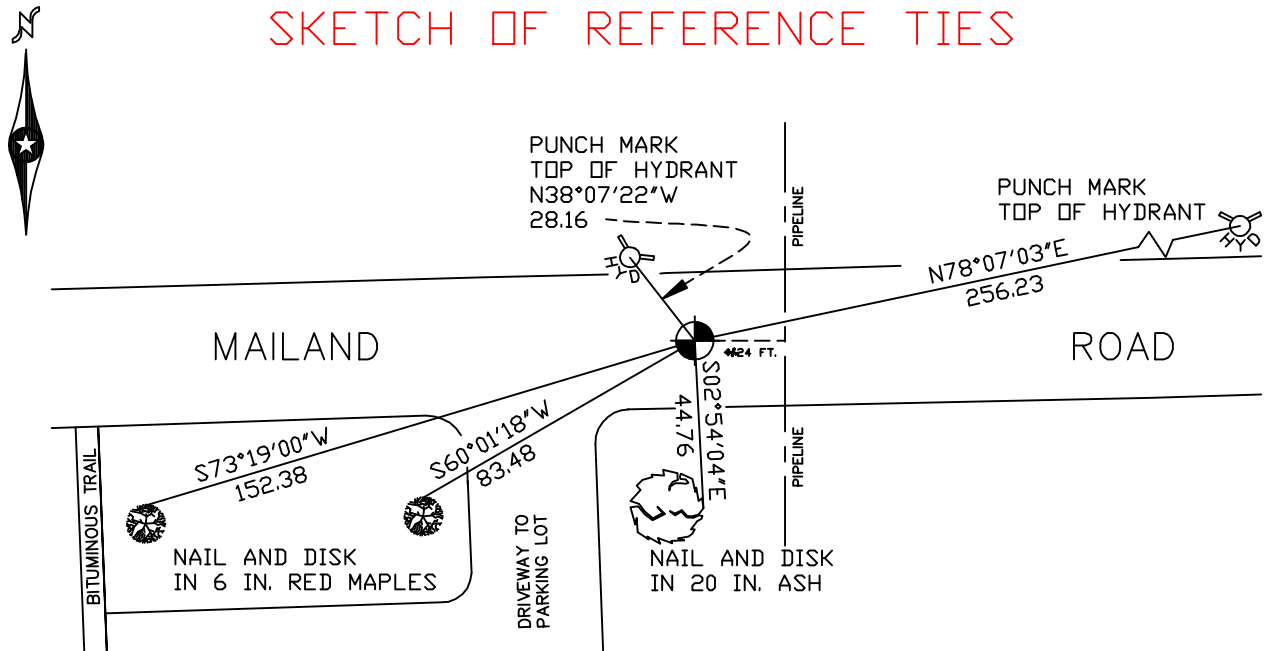 N
SKETCH OF REFERENCE TIES
PUNCH MARK
TOP OF HYDRANT
N38°07'22"W
28.16
PIPELINE
PUNCH MARK
TOP OF HYDRANT
HYD
HYD
N78°07'03"E
256.23
MAILAND
ROAD
24 FT.
S02°54'04"E
44.76
S73°19'00"W
152.38
S60°01'18"W
83.48
PIPELINE
BITUMINOUS TRAIL
NAIL AND DISK
IN 6 IN. RED MAPLES
DRIVEWAY TO
PARKING LOT
NAIL AND DISK
IN 20 IN. ASH